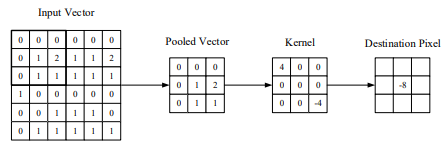 Input Vector
Pooled Vector
Kernel
Destination Pixel
0 0 0 0 0 0
0 1 2 1 1 2
0 1 1 1 1 1
1 0 0 0 0 0
0 0 1 1 1 0
0 1 1 1 1 1
0 0 0
0 1 2
0 1 1
4 0 0
0 0 0
0 0 -4
-8